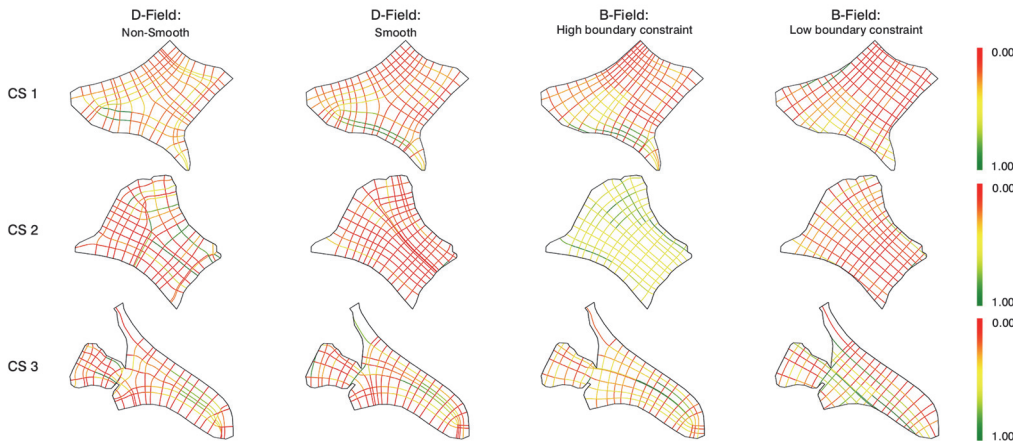 D-Field:
Non-Smooth
D-Field:
Smooth
B-Field:
High boundary constraint
B-Field:
Low boundary constraint
CS 1
0.00
1.00
CS 2
0.00
1.00
CS 3
0.00
1.00